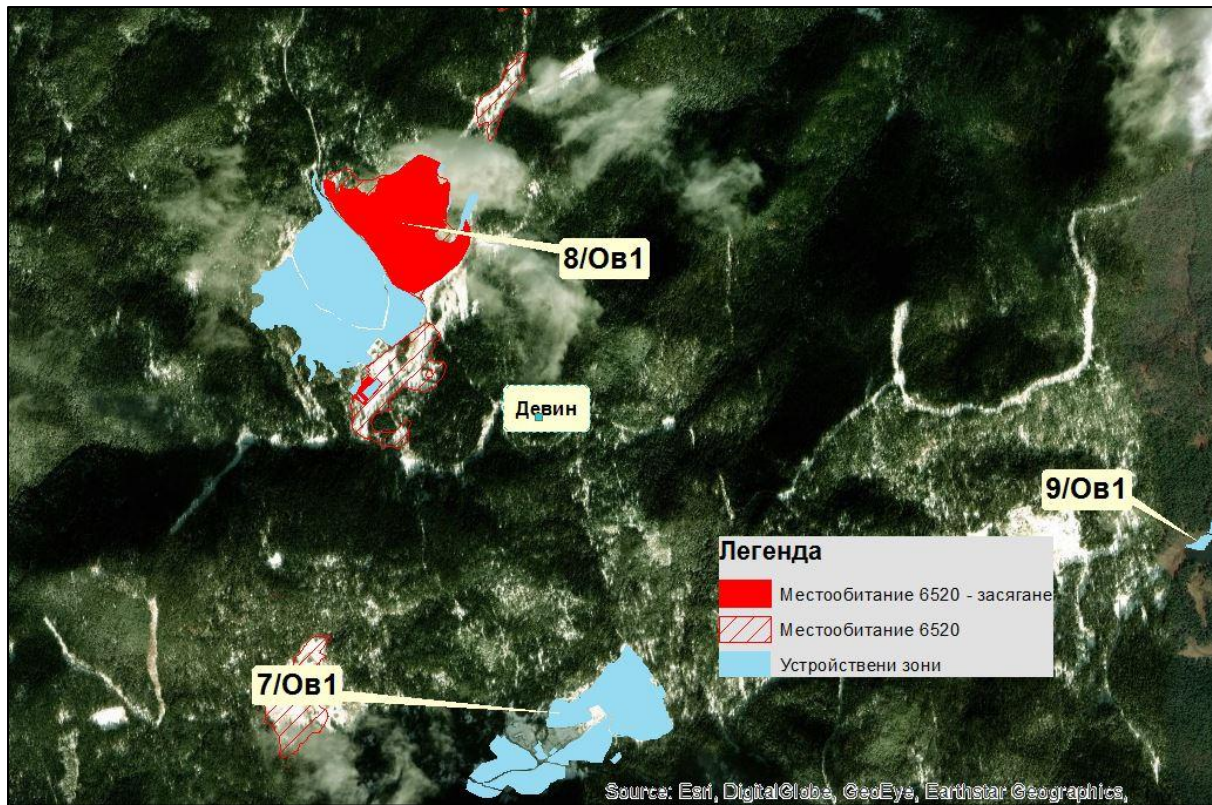 8/Ов1
Девин
9/Ов1
Легенда
Местообитание 6520 - засягане
Местообитание 6520
Устройствени зони
7/Ов1
Source: Esri, DigitalGlobe, GeoEye, Earthstar Geographics,